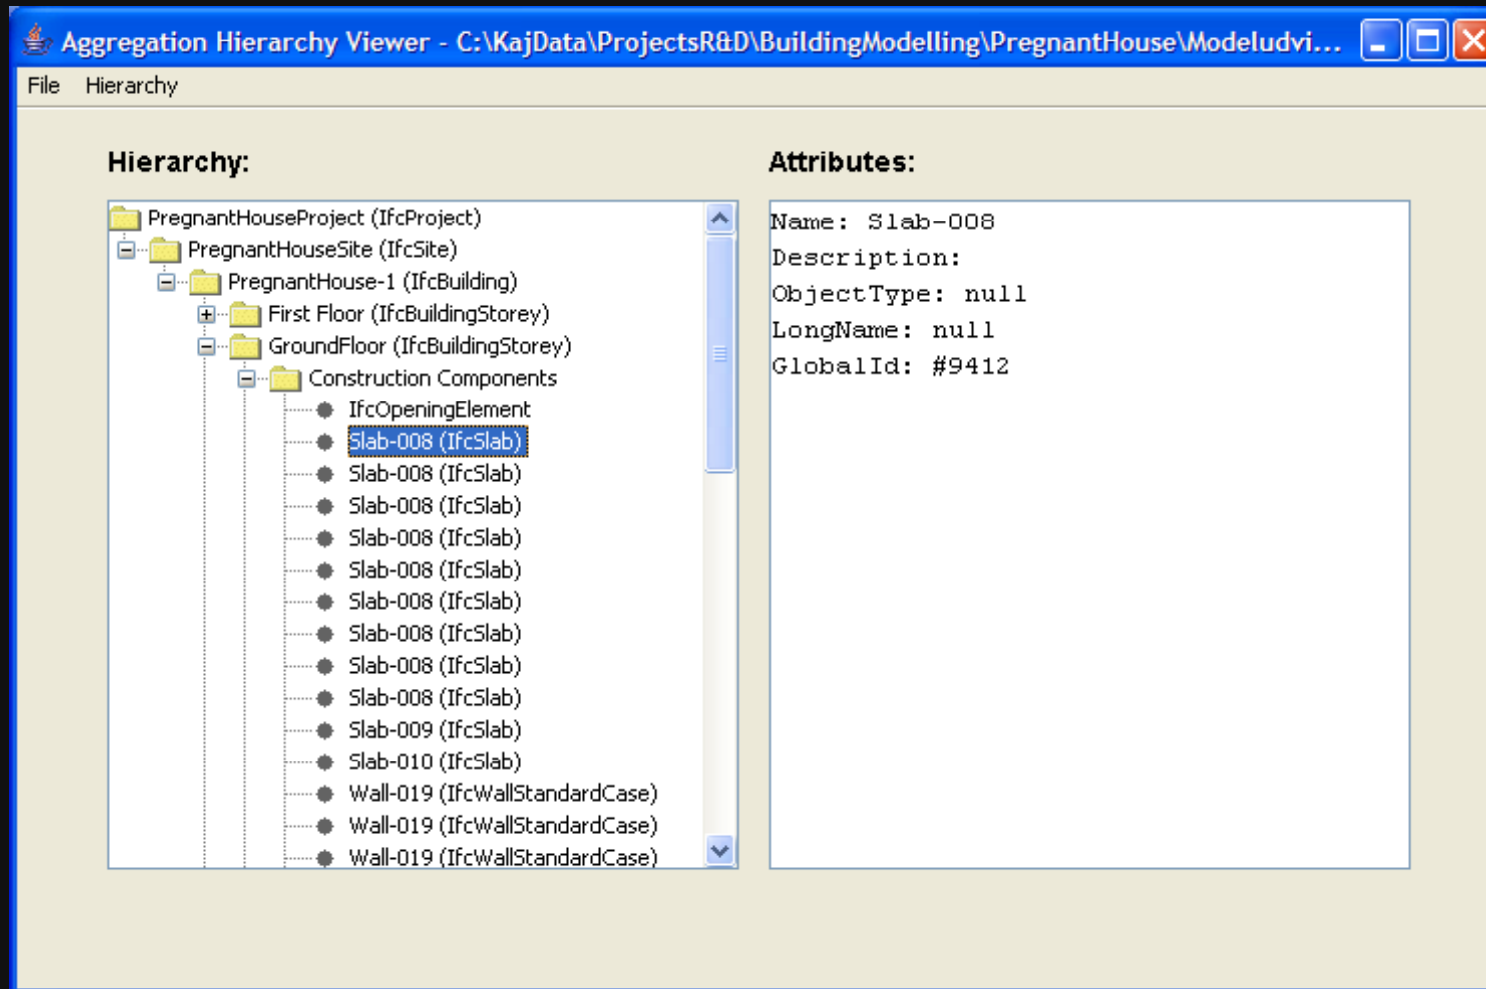 Aggregation Hierarchy Viewer - C:\KajData\ProjectsR&D\BuildingModelling\PregnantHouse\Modeludvi...
File Hierarchy
Hierarchy:
PregnantHouseProject (IfcProject)
PregnantHouseSite (IfcSite)
PregnantHouse-1 (IfcBuilding)
First Floor (IfcBuildingStorey)
GroundFloor (IfcBuildingStorey)
Construction Components
IfcOpeningElement
Slab-008 (IfcSlab)
Slab-008 (IfcSlab)
Slab-008 (IfcSlab)
Slab-008 (IfcSlab)
Slab-008 (IfcSlab)
Slab-008 (IfcSlab)
Slab-008 (IfcSlab)
Slab-008 (IfcSlab)
Slab-008 (IfcSlab)
Slab-009 (IfcSlab)
Slab-010 (IfcSlab)
Wall-019 (IfcWallStandardCase)
Wall-019 (IfcWallStandardCase)
Wall-019 (IfcWallStandardCase)
Attributes:
Name: Slab-008
Description:
ObjectType: null
LongName: null
GlobalId: #9412